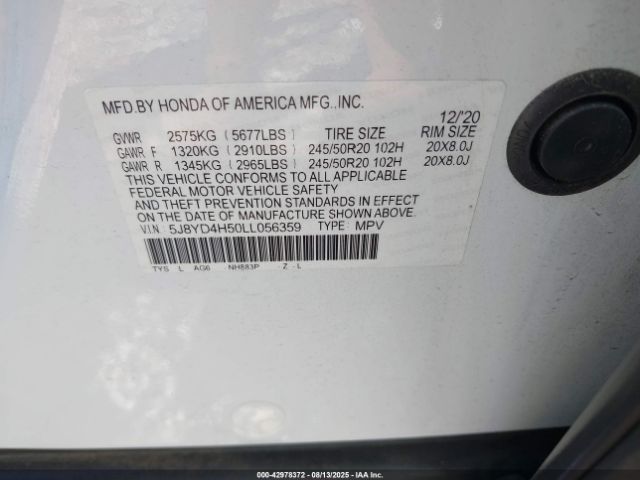 MFD.BY HONDA OF AMERICA MFG.,INC.
12/'20
GVWR 2575KG (5677LBS) TIRE SIZE RIM SIZE
GAWR F 1320KG (2910LBS) 245/50R20 102H 20X8.0J
GAWR R 1345KG (2965LBS) 245/50R20 102H 20X8.0J
THIS VEHICLE CONFORMS TO ALL APPLICABLE
FEDERAL MOTOR VEHICLE SAFETY
AND THEFT PREVENTION STANDARDS IN EFFECT
ON THE DATE OF MANUFACTURE SHOWN ABOVE.
V.I.N: 5J8YD4H50LL056359 TYPE: MPV
TYS L AG6 NH883P Z - L
00-42978372 - 08/13/2025 - Copyright © 2025 IAA, Inc.